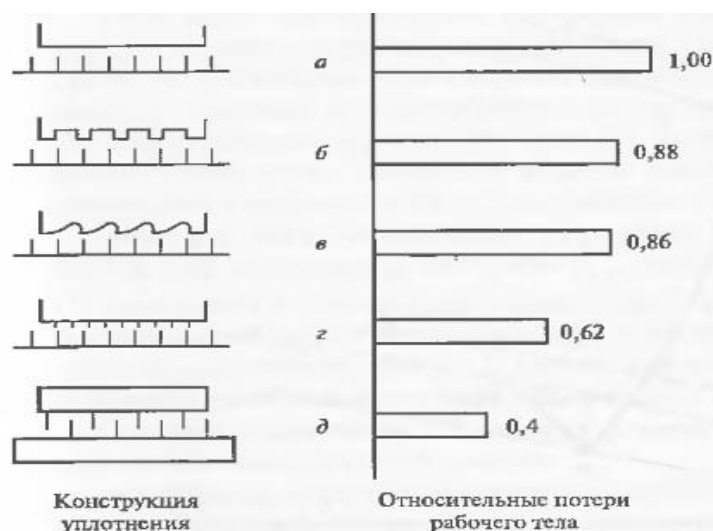 а
1,00
б
0,88
в
0,86
г
0,62
д
0,4
Конструкция
уплотнения
Относительные потери
рабочего тела